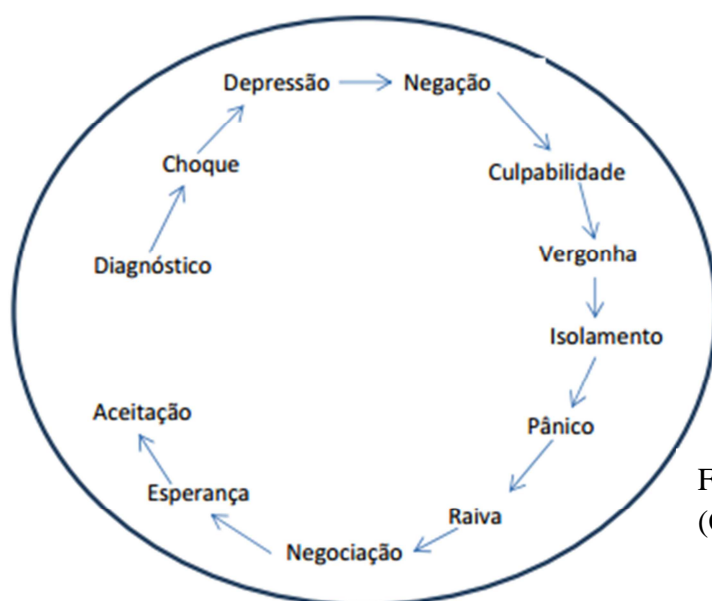 Depressão
Negação
Choque
Culpabilidade
Diagnóstico
Vergonha
Isolamento
Aceitação
Pânico
Esperança
Raiva
Negociação
F
(